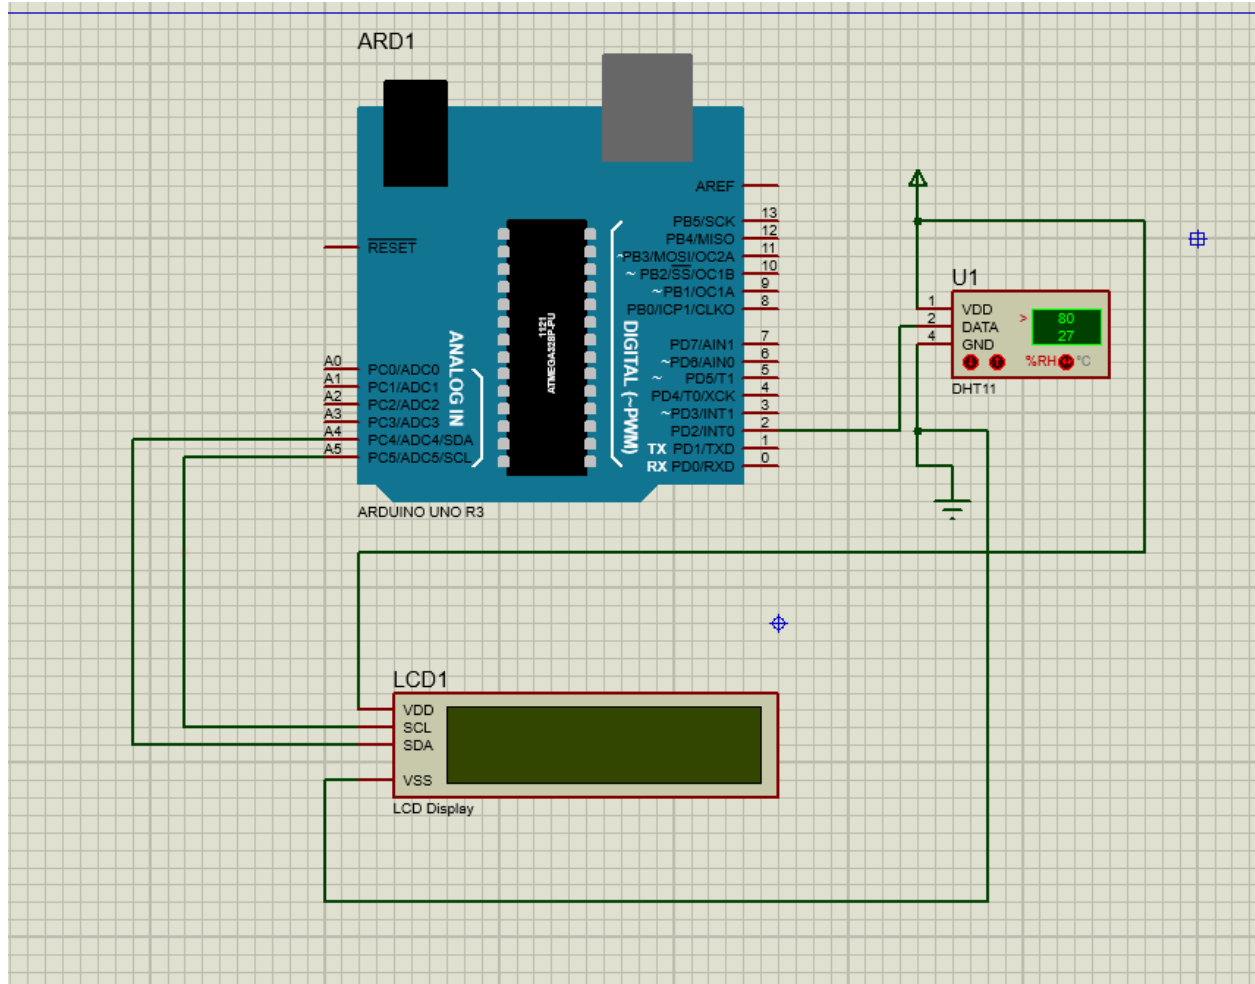 ARD1
AREF
RESET
PB5/SCK 13
PB4/MISO 12
~PB3/MOSI/OC2A 11
~ PB2/SS/OC1B 10
~PB1/OC1A 9
PB0/ICP1/CLKO 8
PD7/AIN1 7
~PD6/AIN0 6
~ PD5/T1 5
PD4/T0/XCK 4
~PD3/INT1 3
PD2/INT0 2
TX PD1/TXD 1
RX PD0/RXD 0
DIGITAL (~PWM)
1121
ATMEGA328P-PU
ANALOG IN
A0 PC0/ADC0
A1 PC1/ADC1
A2 PC2/ADC2
A3 PC3/ADC3
A4 PC4/ADC4/SDA
A5 PC5/ADC5/SCL
ARDUINO UNO R3
U1
1 VDD
2 DATA
4 GND
> 80
27
%RH °C
DHT11
LCD1
VDD
SCL
SDA
VSS
LCD Display